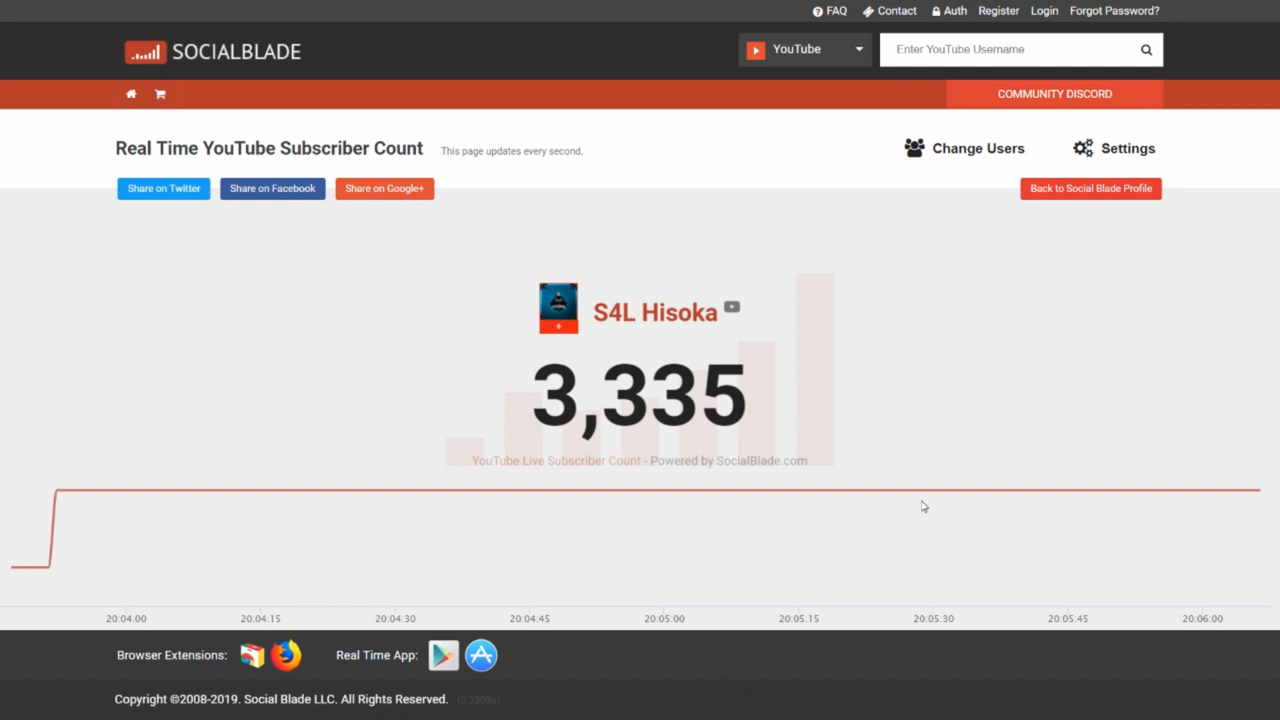 FAQ Contact Auth Register Login Forgot Password?
SOCIALBLADE
YouTube
Enter YouTube Username
COMMUNITY DISCORD
Real Time YouTube Subscriber Count
This page updates every second.
Change Users
Settings
Share on Twitter
Share on Facebook
Share on Google+
Back to Social Blade Profile
S4L Hisoka
3,335
YouTube Live Subscriber Count - Powered by SocialBlade.com
20:04:00 20:04:15 20:04:30 20:04:45 20:05:00 20:05:15 20:05:30 20:05:45 20:06:00
Browser Extensions:
Real Time App:
Copyright ©2008-2019. Social Blade LLC. All Rights Reserved. (0.2309s)